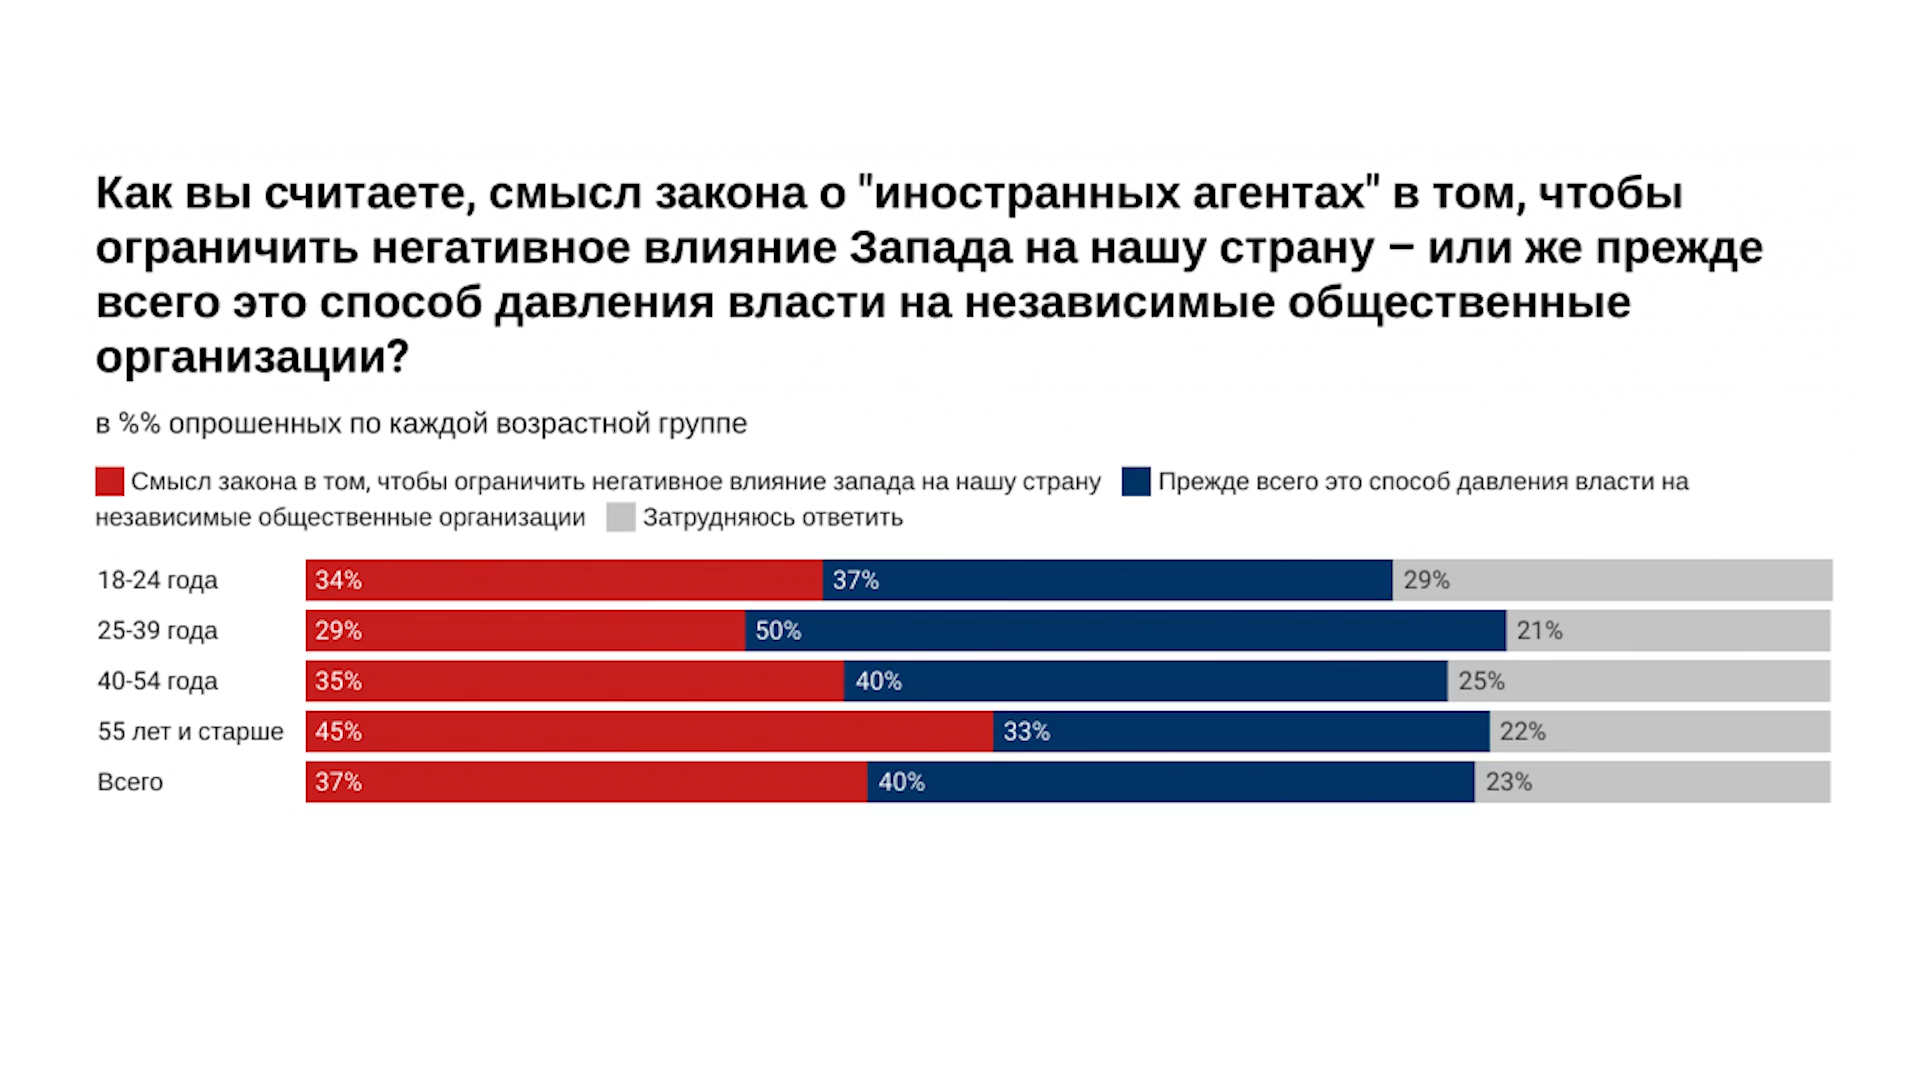 Как вы считаете, смысл закона о "иностранных агентах" в том, чтобы
ограничить негативное влияние Запада на нашу страну – или же прежде
всего это способ давления власти на независимые общественные
организации?
в %% опрошенных по каждой возрастной группе
Смысл закона в том, чтобы ограничить негативное влияние запада на нашу страну Прежде всего это способ давления власти на
независимые общественные организации Затрудняюсь ответить
18-24 года 34% 37% 29%
25-39 года 29% 50% 21%
40-54 года 35% 40% 25%
55 лет и старше 45% 33% 22%
Всего 37% 40% 23%